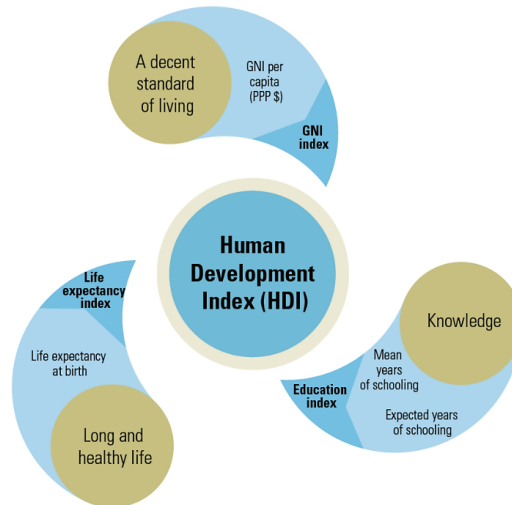 A decent
standard
of living
GNI per
capita
(PPP $)
GNI
index
Human
Development
Index (HDI)
Life
expectancy
index
Life expectancy
at birth
Long and
healthy life
Knowledge
Mean
years
of schooling
Expected years
of schooling
Education
index